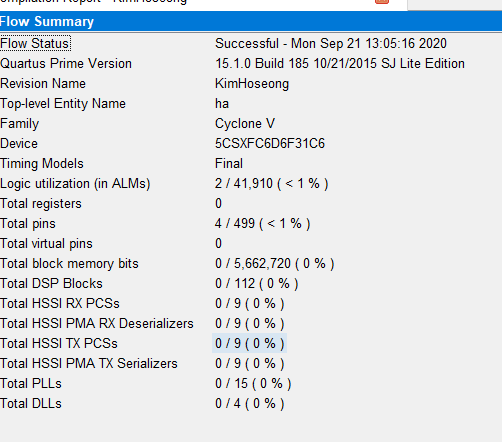 Compilation Report - KimHoseong
Flow Summary
Flow Status Successful - Mon Sep 21 13:05:16 2020
Quartus Prime Version 15.1.0 Build 185 10/21/2015 SJ Lite Edition
Revision Name KimHoseong
Top-level Entity Name ha
Family Cyclone V
Device 5CSXFC6D6F31C6
Timing Models Final
Logic utilization (in ALMs) 2 / 41,910 ( < 1 % )
Total registers 0
Total pins 4 / 499 ( < 1 % )
Total virtual pins 0
Total block memory bits 0 / 5,662,720 ( 0 % )
Total DSP Blocks 0 / 112 ( 0 % )
Total HSSI RX PCSs 0 / 9 ( 0 % )
Total HSSI PMA RX Deserializers 0 / 9 ( 0 % )
Total HSSI TX PCSs 0 / 9 ( 0 % )
Total HSSI PMA TX Serializers 0 / 9 ( 0 % )
Total PLLs 0 / 15 ( 0 % )
Total DLLs 0 / 4 ( 0 % )